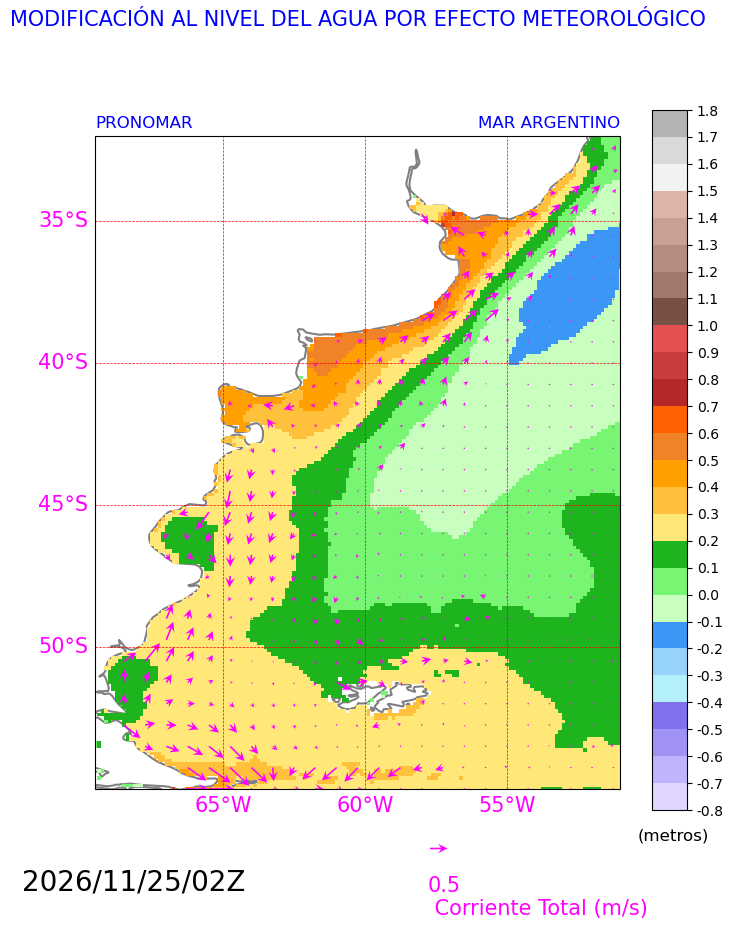 MODIFICACIÓN AL NIVEL DEL AGUA POR EFECTO METEOROLÓGICO
PRONOMAR
MAR ARGENTINO
35°S
40°S
45°S
50°S
65°W
60°W
55°W
1.8
1.7
1.6
1.5
1.4
1.3
1.2
1.1
1.0
0.9
0.8
0.7
0.6
0.5
0.4
0.3
0.2
0.1
0.0
-0.1
-0.2
-0.3
-0.4
-0.5
-0.6
-0.7
-0.8
(metros)
2026/11/25/02Z
0.5
Corriente Total (m/s)